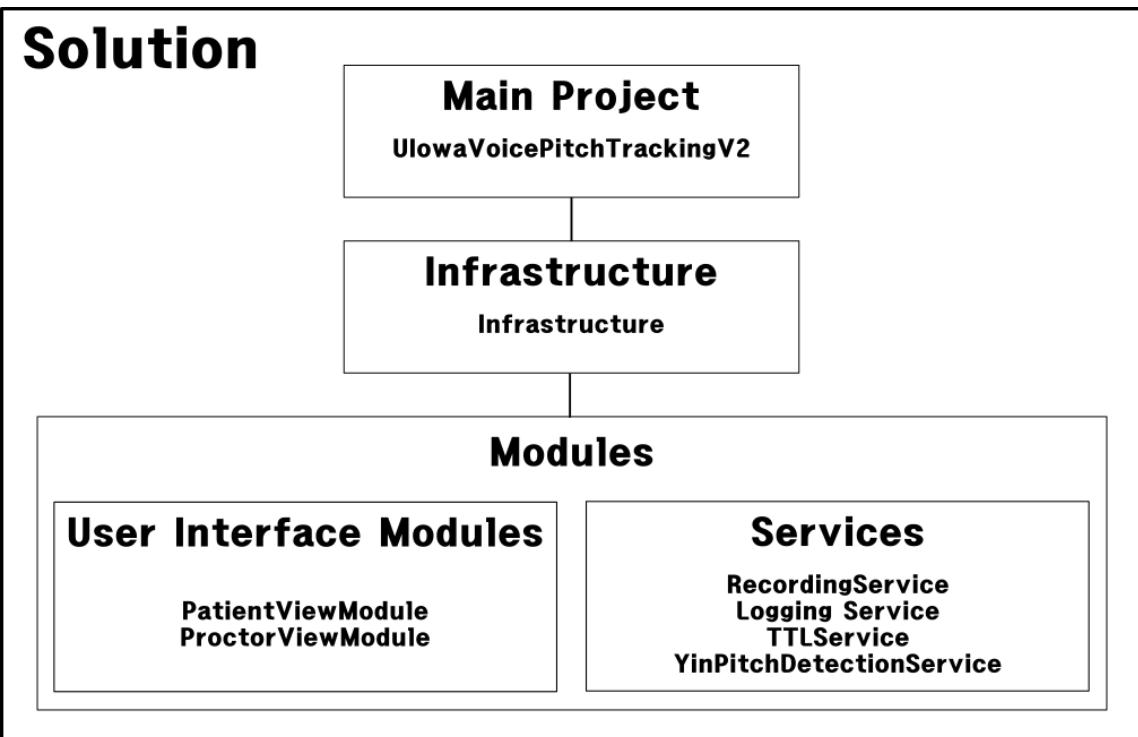 Solution
Main Project
UIowaVoicePitchTrackingV2
Infrastructure
Infrastructure
Modules
User Interface Modules
PatientViewModule
ProctorViewModule
Services
RecordingService
Logging Service
TTLService
YinPitchDetectionService